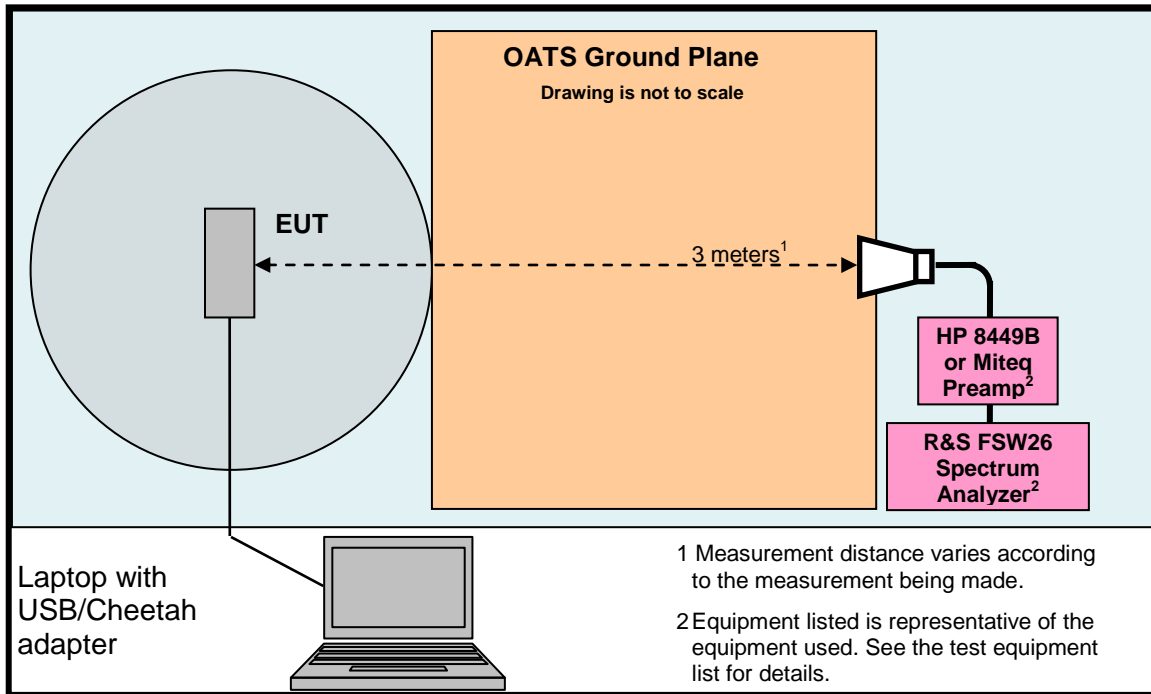 OATS Ground Plane
Drawing is not to scale
EUT
3 meters¹
HP 8449B
or Miteq
Preamp²
R&S FSW26
Spectrum
Analyzer²
Laptop with
USB/Cheetah
adapter
1 Measurement distance varies according
to the measurement being made.
2 Equipment listed is representative of the
equipment used. See the test equipment
list for details.